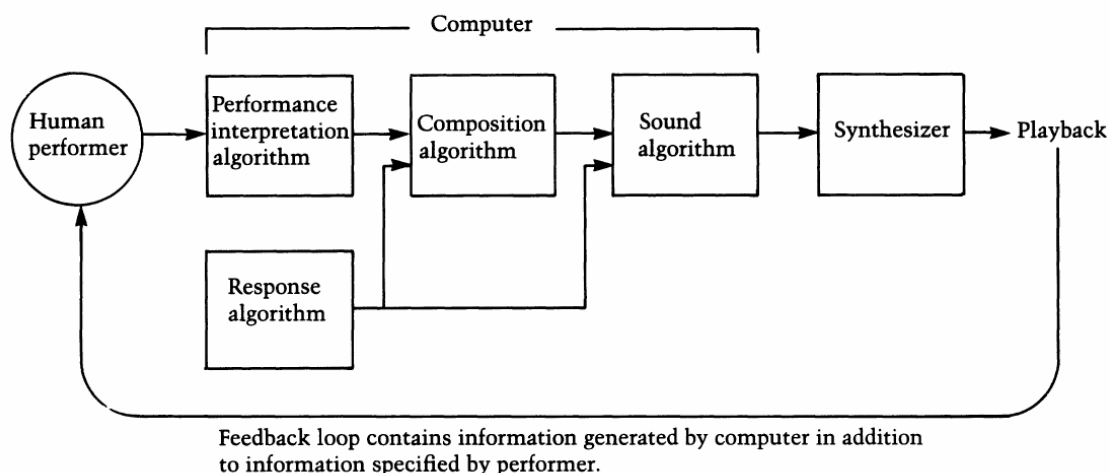 Computer
Human
performer
Performance
interpretation
algorithm
Composition
algorithm
Sound
algorithm
Synthesizer
Playback
Response
algorithm
Feedback loop contains information generated by computer in addition
to information specified by performer.